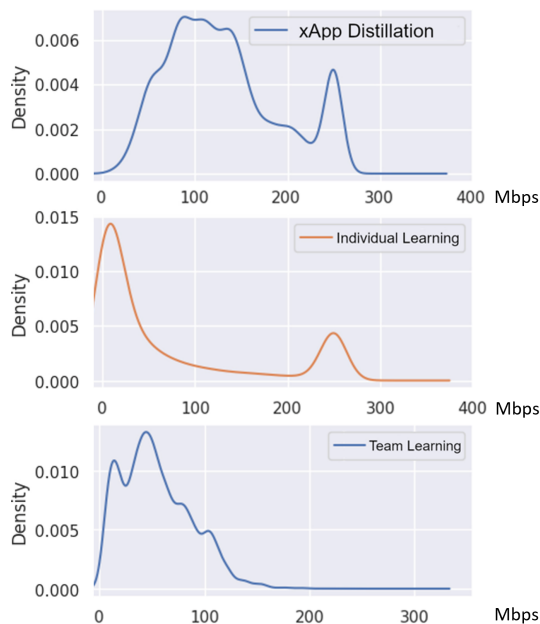 xApp Distillation
0.006
0.004
0.002
0.000
Density
0 100 200 300 400 Mbps
Individual Learning
0.015
0.010
0.005
0.000
Density
0 100 200 300 400 Mbps
Team Learning
0.010
0.005
0.000
Density
0 100 200 300 Mbps